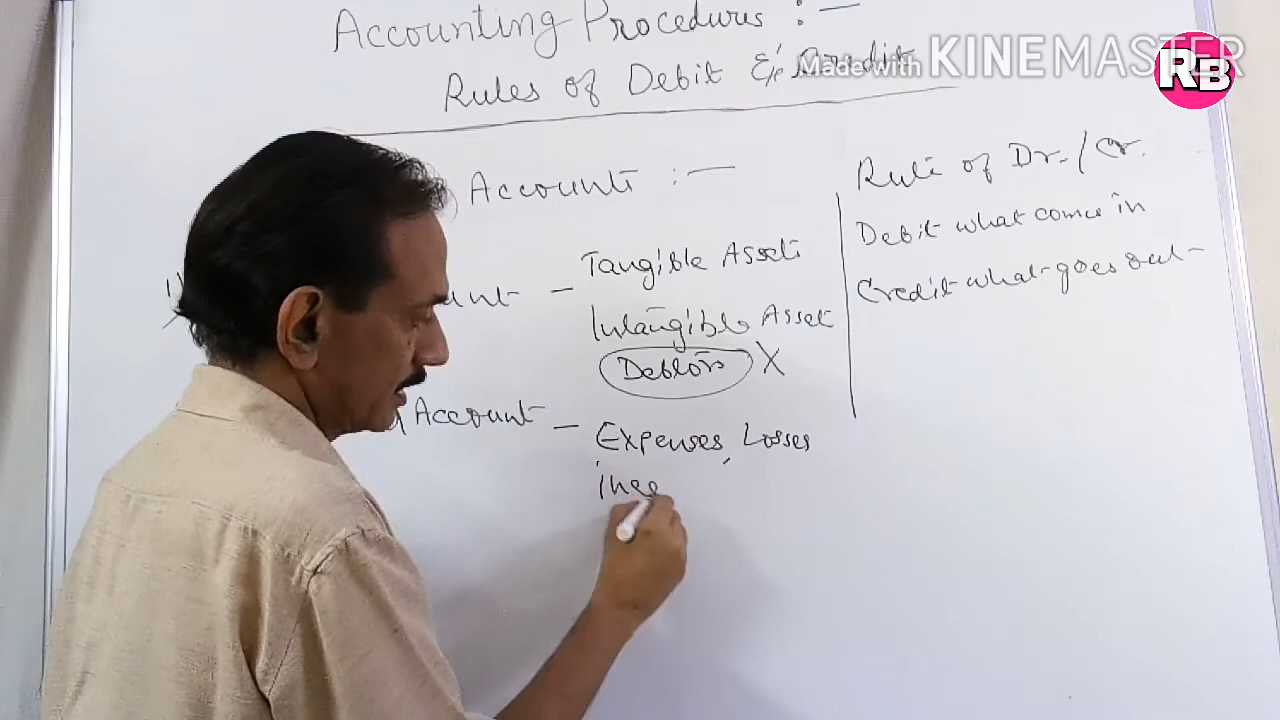 Accounting Procedures :-
Rules of Debit &
Made with KINEMASTER
RB
Accounts :-
Rule of Dr./Cr.
Debit what comes in
Credit what goes out
Tangible Assets
Intangible Asset
Debtors X
Account - Expenses, Losses